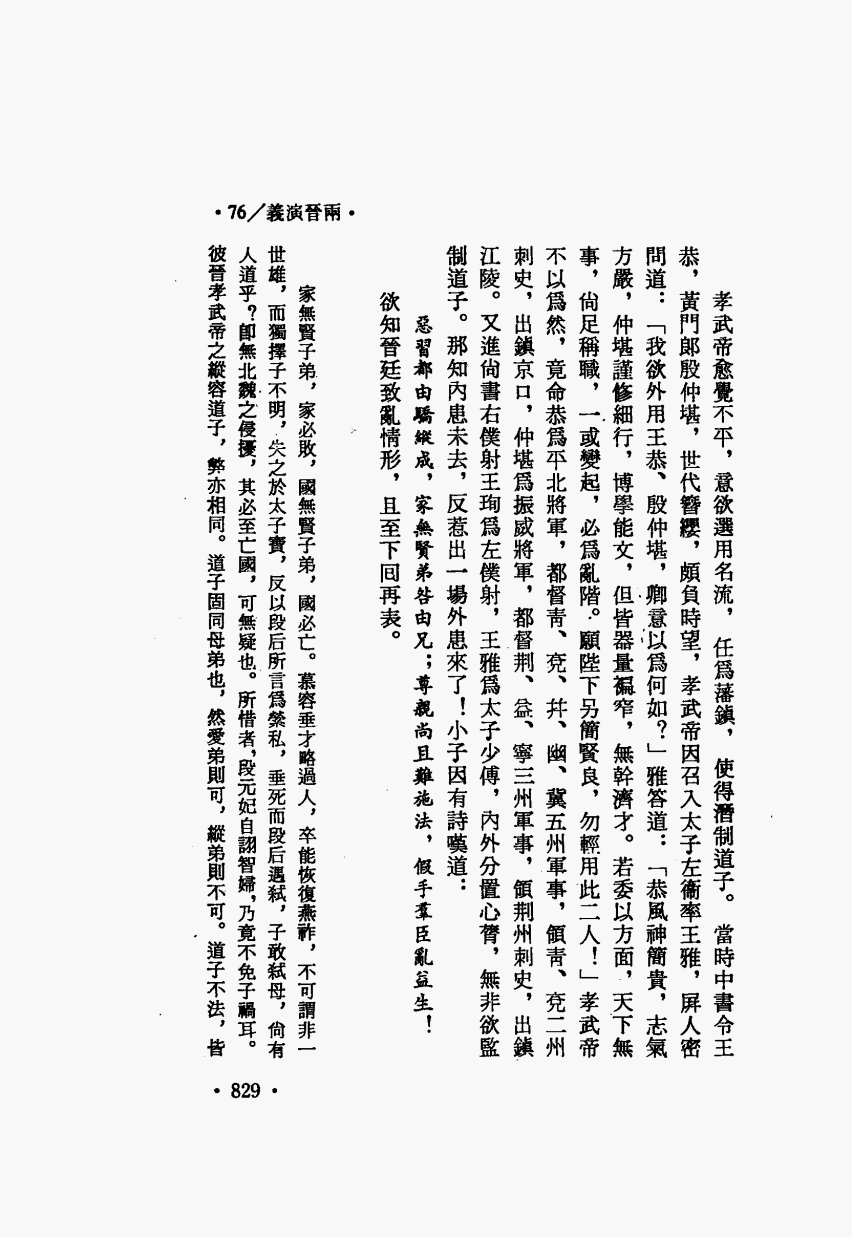 •76／義演晉兩•
孝武帝愈覺不平，意欲選用名流，任爲藩鎮，使得潛制道子。當時中書令王
恭，黃門郎殷仲堪，世代簪纓，頗負時望，孝武帝因召入太子左衞率王雅，屏人密
問道：「我欲外用王恭、殷仲堪，卿意以爲何如？」雅答道：「恭風神簡貴，志氣
方嚴，仲堪謹修細行，博學能文，但皆器量褊窄，無幹濟才。若委以方面，天下無
事，尙足稱職，一或變起，必爲亂階。願陛下另簡賢良，勿輕用此二人！」孝武帝
不以爲然，竟命恭爲平北將軍，都督靑、兗、幷、幽、冀五州軍事，領靑、兗二州
刺史，出鎮京口，仲堪爲振威將軍，都督荆、益、寧三州軍事，領荆州刺史，出鎮
江陵。又進尙書右僕射王珣爲左僕射，王雅爲太子少傅，內外分置心膂，無非欲監
制道子。那知內患未去，反惹出一場外患來了！小子因有詩嘆道：
惡習都由驕縱成，家無賢弟咎由兄；尊親尚且難施法，假手羣臣亂益生！
欲知晉廷致亂情形，且至下回再表。
家無賢子弟，家必敗，國無賢子弟，國必亡。慕容垂才略過人，卒能恢復燕祚，不可謂非一
世雄，而獨擇子不明，失之於太子寶，反以段后所言爲縈私，垂死而段后遇弑，子敢弑母，尙有
人道乎？卽無北魏之侵擾，其必至亡國，可無疑也。所惜者，段元妃自詡智婦，乃竟不免子禍耳。
彼晉孝武帝之縱容道子，弊亦相同。道子固同母弟也，然愛弟則可，縱弟則不可。道子不法，皆
•829•